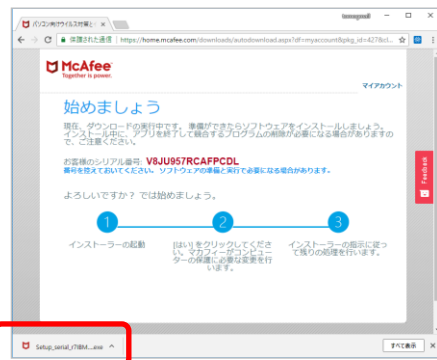 パソコン向けウイルス対策と・
保護された通信 | https://home.mcafee.com/downloads/autodownload.aspx?df=myaccount&pkg_id=427&cl...
McAfee
Together is power.
マイアカウント
始めましょう
現在、ダウンロードの実行中です。準備ができたらソフトウェアをインストールしましょう。
インストール中に、アプリを終了して競合するプログラムの削除が必要になる場合がありますの
で、ご注意ください。
お客様のシリアル番号: V8JU957RCAFPCDL
番号を控えておいてください。ソフトウェアの準備と実行で必要になる場合があります。
Feedback
よろしいですか? では始めましょう。
1 2 3
インストーラーの起動
[はい] をクリックしてくださ
い。マカフィーがコンピュー
ターの保護に必要な変更を行
います。
インストーラーの指示に従っ
て残りの処理を行います。
Setup_serial_r7I8M....exe
すべて表示